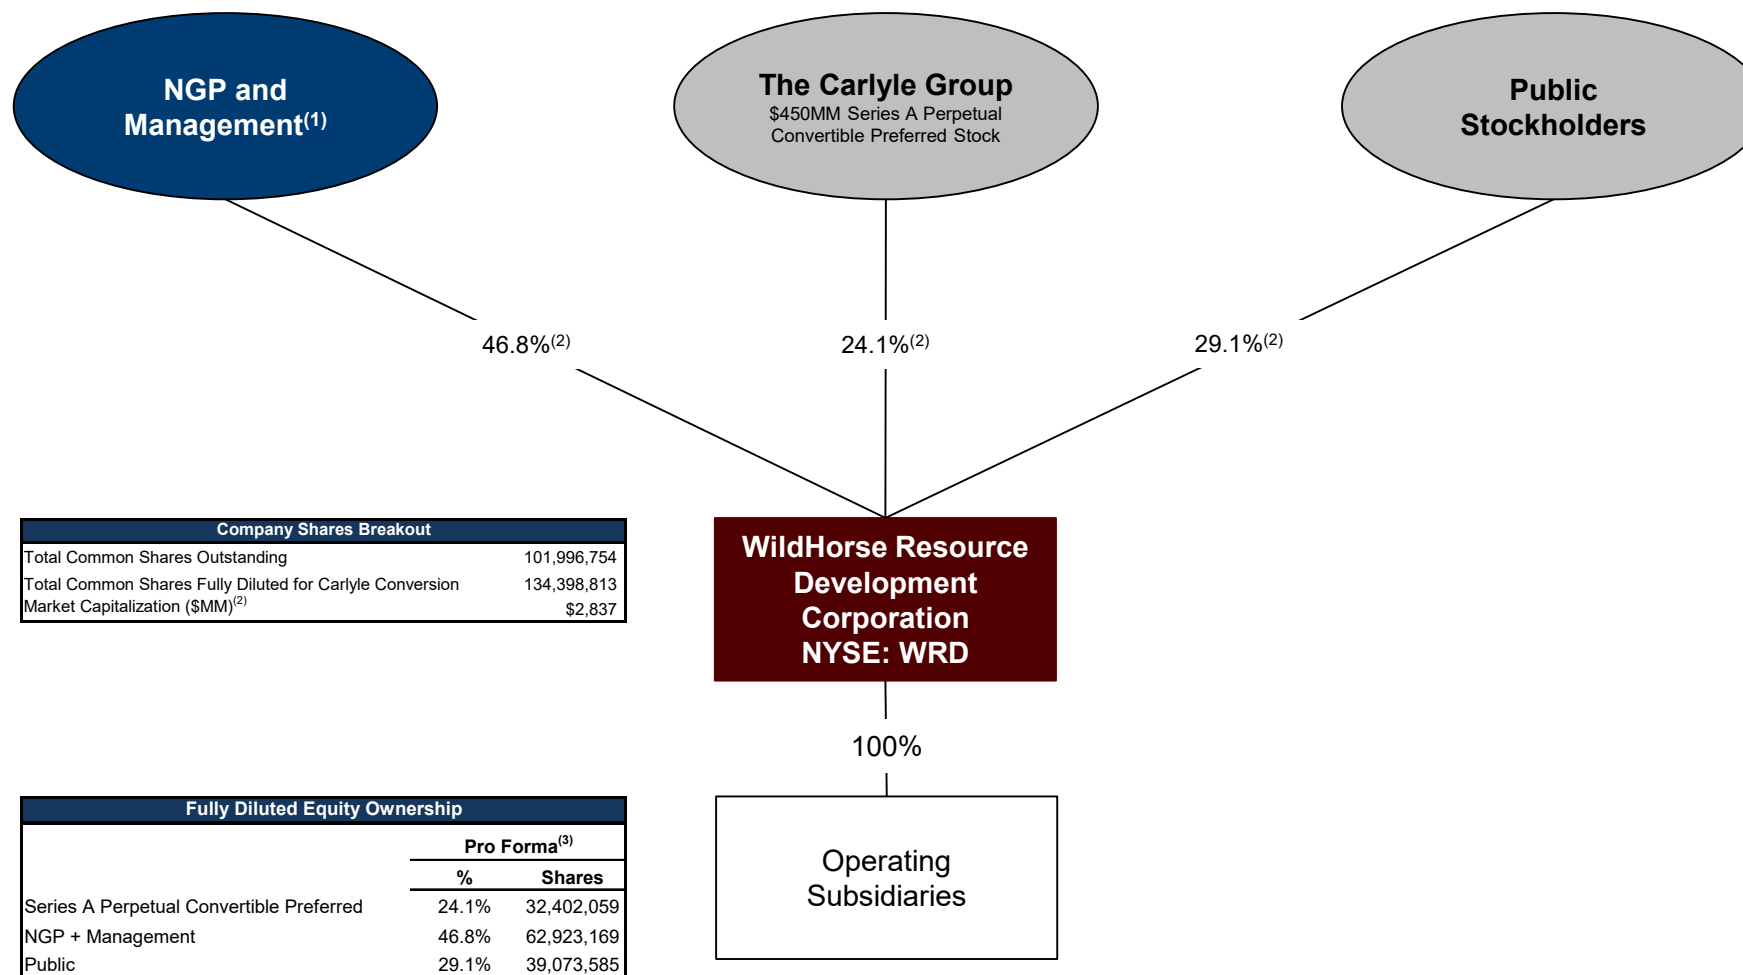 NGP and
Management(1)
The Carlyle Group
$450MM Series A Perpetual
Convertible Preferred Stock
Public
Stockholders
46.8%(2)
24.1%(2)
29.1%(2)
Company Shares Breakout
Total Common Shares Outstanding 101,996,754
Total Common Shares Fully Diluted for Carlyle Conversion 134,398,813
Market Capitalization ($MM)(2) $2,837
WildHorse Resource
Development
Corporation
NYSE: WRD
100%
Operating
Subsidiaries
Fully Diluted Equity Ownership
Pro Forma(3)
% Shares
Series A Perpetual Convertible Preferred 24.1% 32,402,059
NGP + Management 46.8% 62,923,169
Public 29.1% 39,073,585